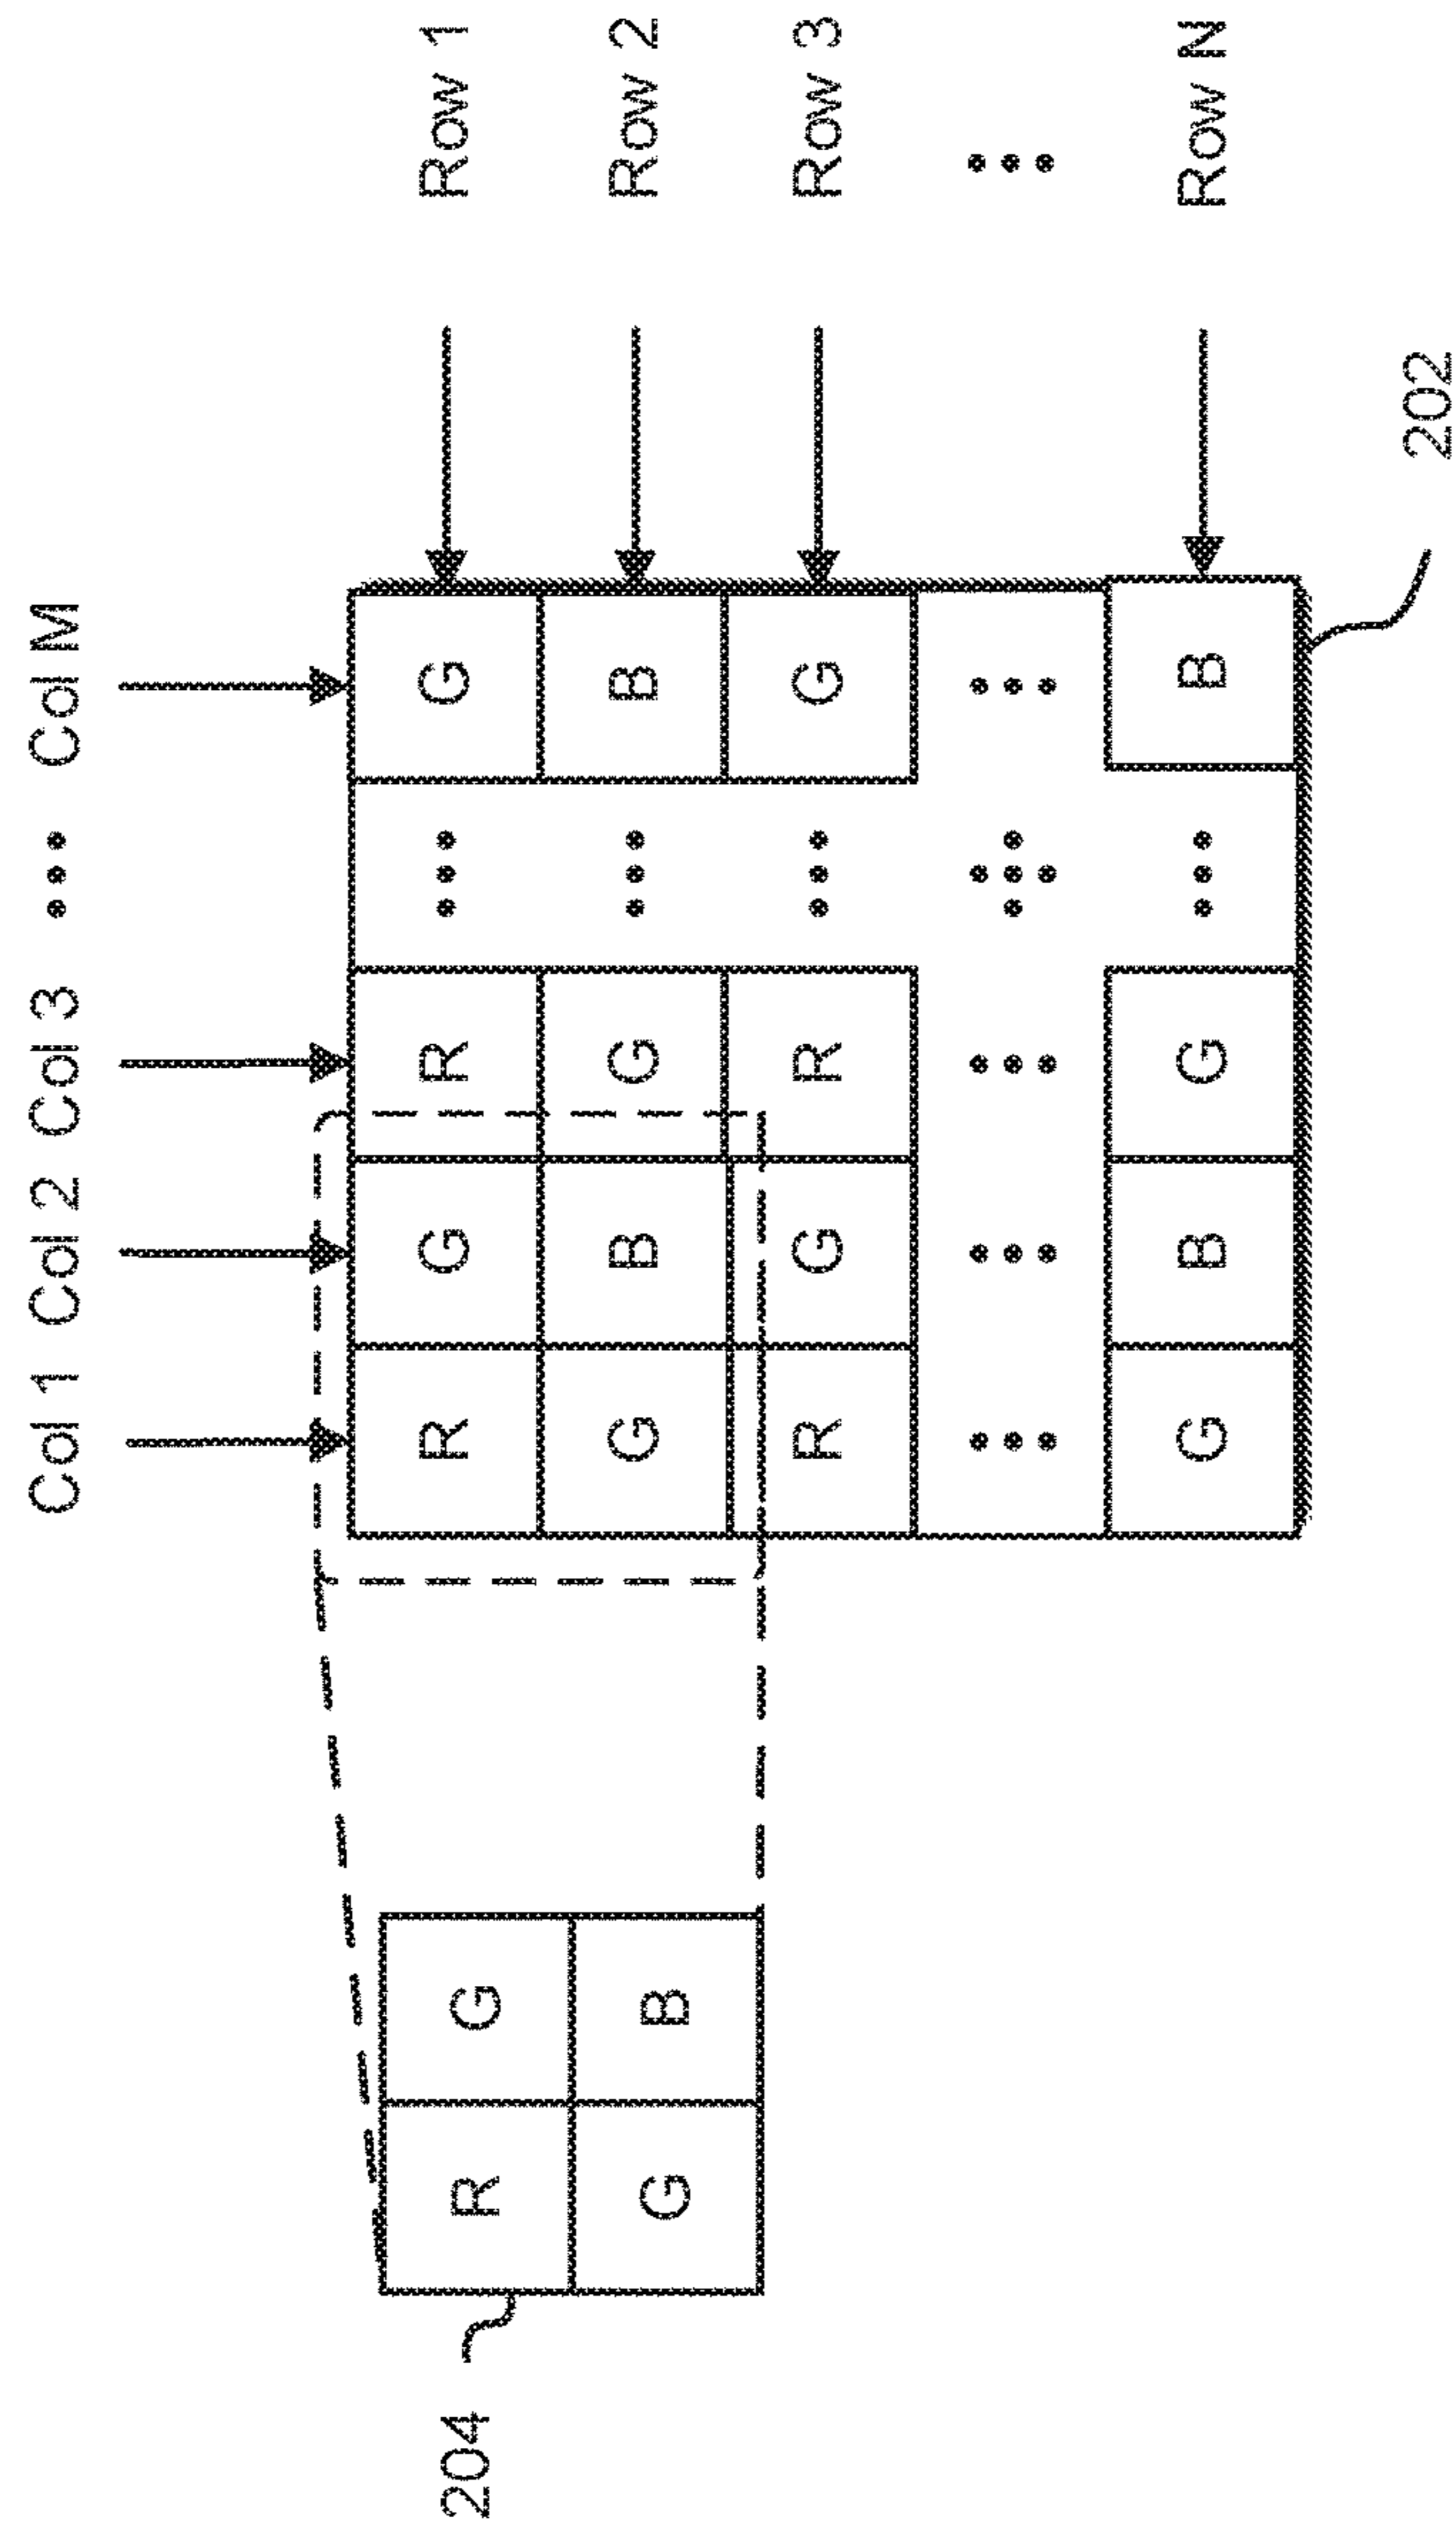 Col 1 Col 2 Col 3 ••• Col M
R G R ••• G Row 1
204 R G
G B G ••• B Row 2
G B
R G R ••• G Row 3
G B G ••• B Row N
202